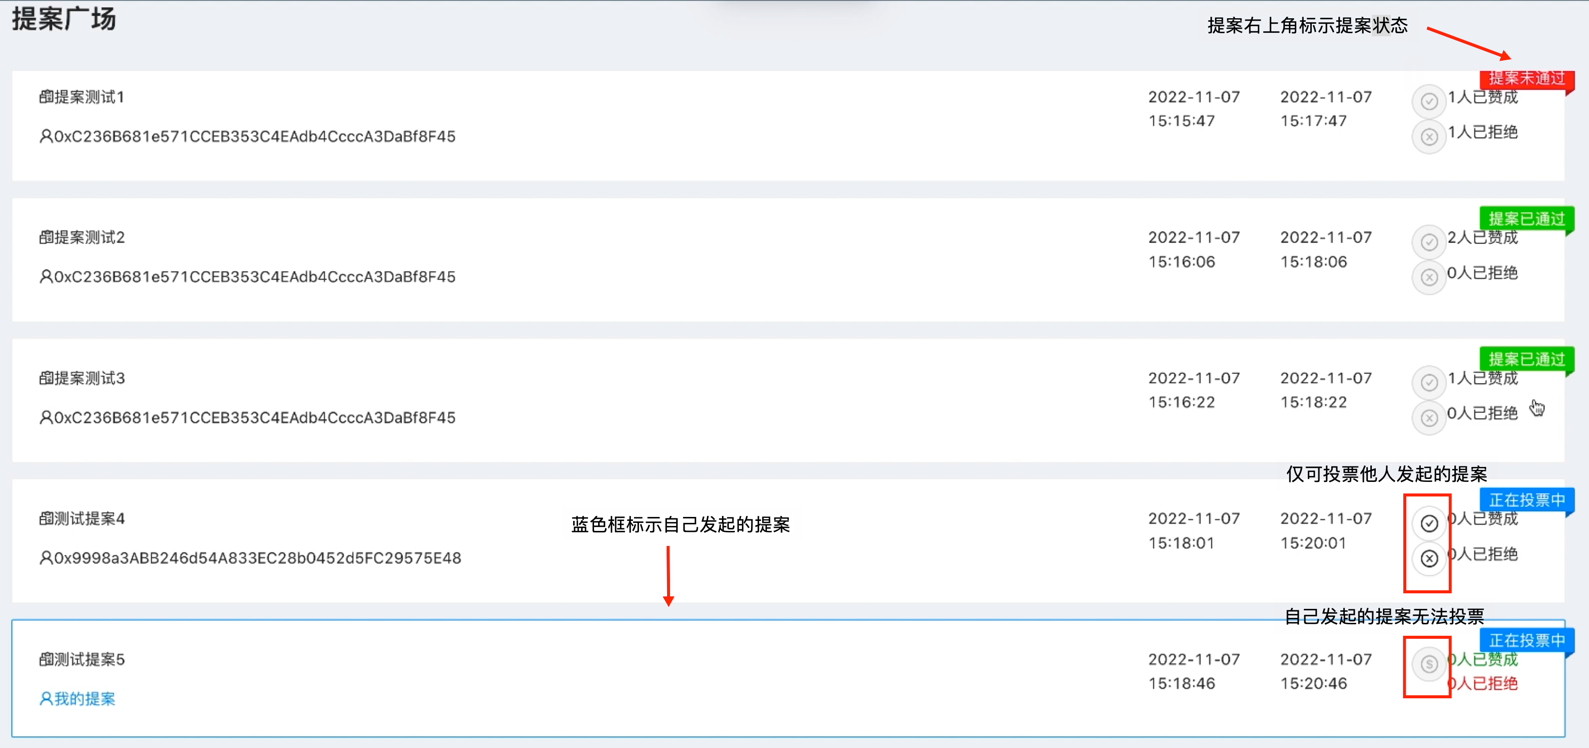 提案广场
提案右上角标示提案状态
提案未通过
提案测试1
2022-11-07
15:15:47
2022-11-07
15:17:47
1人已赞成
1人已拒绝
0xC236B681e571CCEB353C4EAdb4CcccA3DaBf8F45
提案已通过
提案测试2
2022-11-07
15:16:06
2022-11-07
15:18:06
2人已赞成
0人已拒绝
0xC236B681e571CCEB353C4EAdb4CcccA3DaBf8F45
提案已通过
提案测试3
2022-11-07
15:16:22
2022-11-07
15:18:22
1人已赞成
0人已拒绝
0xC236B681e571CCEB353C4EAdb4CcccA3DaBf8F45
仅可投票他人发起的提案
正在投票中
测试提案4
2022-11-07
15:18:01
2022-11-07
15:20:01
0人已赞成
0人已拒绝
0x9998a3ABB246d54A833EC28b0452d5FC29575E48
蓝色框标示自己发起的提案
自己发起的提案无法投票
正在投票中
测试提案5
2022-11-07
15:18:46
2022-11-07
15:20:46
0人已赞成
0人已拒绝
我的提案